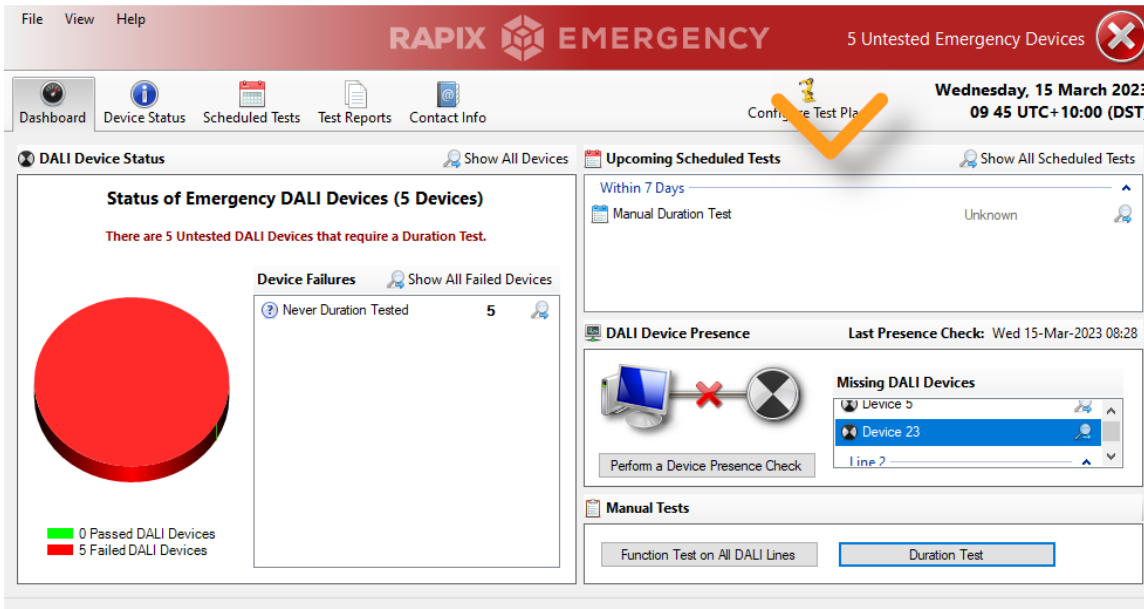 File View Help
RAPIX EMERGENCY
5 Untested Emergency Devices
Dashboard
Device Status
Scheduled Tests
Test Reports
Contact Info
Configure Test
Wednesday, 15 March 2023
09 45 UTC+10:00 (DST
DALI Device Status
Show All Devices
Status of Emergency DALI Devices (5 Devices)
There are 5 Untested DALI Devices that require a Duration Test.
Device Failures
Show All Failed Devices
Never Duration Tested 5
0 Passed DALI Devices
5 Failed DALI Devices
Upcoming Scheduled Tests
Show All Scheduled Tests
Within 7 Days
Manual Duration Test Unknown
DALI Device Presence
Last Presence Check: Wed 15-Mar-2023 08:28
Missing DALI Devices
Device 5
Device 23
Line 2
Perform a Device Presence Check
Manual Tests
Function Test on All DALI Lines
Duration Test